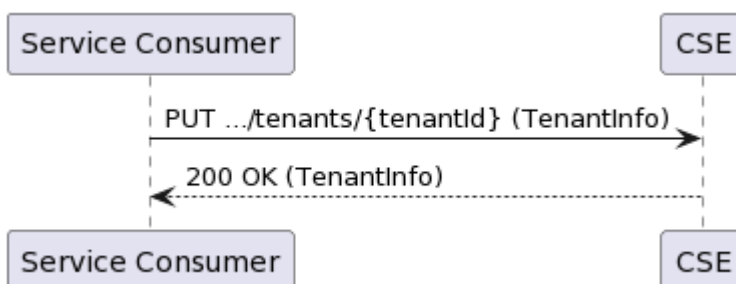 Service Consumer
CSE
PUT .../tenants/{tenantId} (TenantInfo)
200 OK (TenantInfo)
Service Consumer
CSE